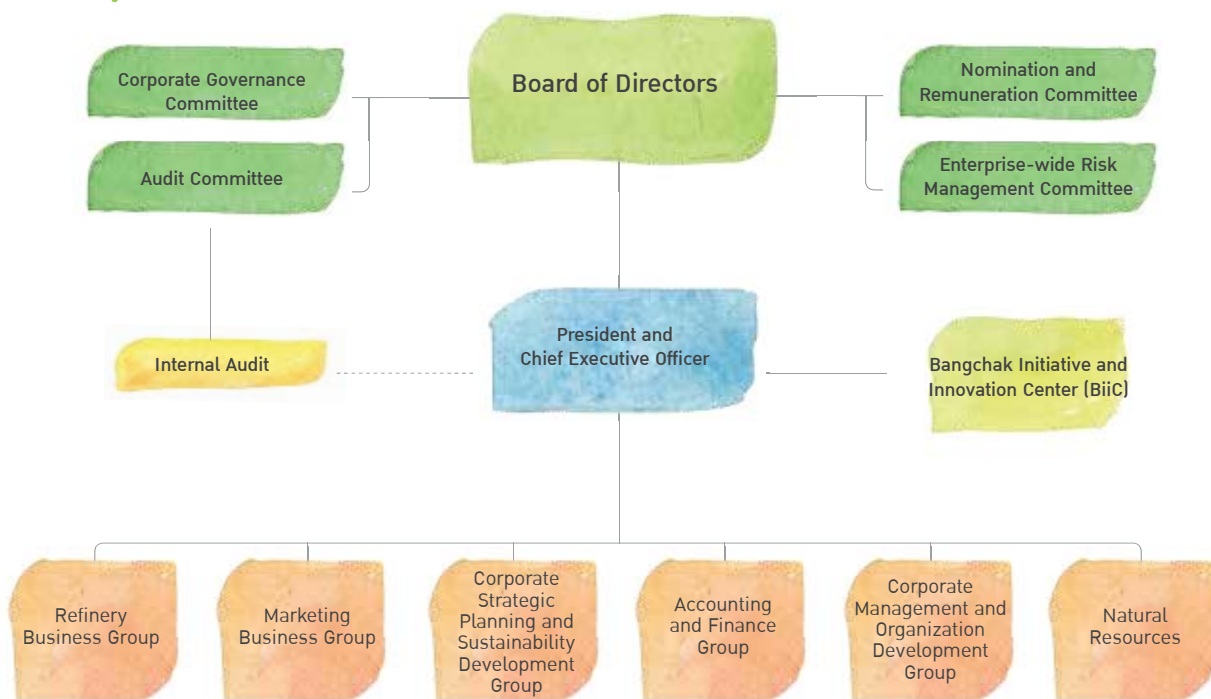 Corporate Governance
Committee
Board of Directors
Nomination and
Remuneration Committee
Audit Committee
Enterprise-wide Risk
Management Committee
Internal Audit
President and
Chief Executive Officer
Bangchak Initiative and
Innovation Center (BiiC)
Refinery
Business Group
Marketing
Business Group
Corporate
Strategic
Planning and
Sustainability
Development
Group
Accounting
and Finance
Group
Corporate
Management and
Organization
Development
Group
Natural
Resources